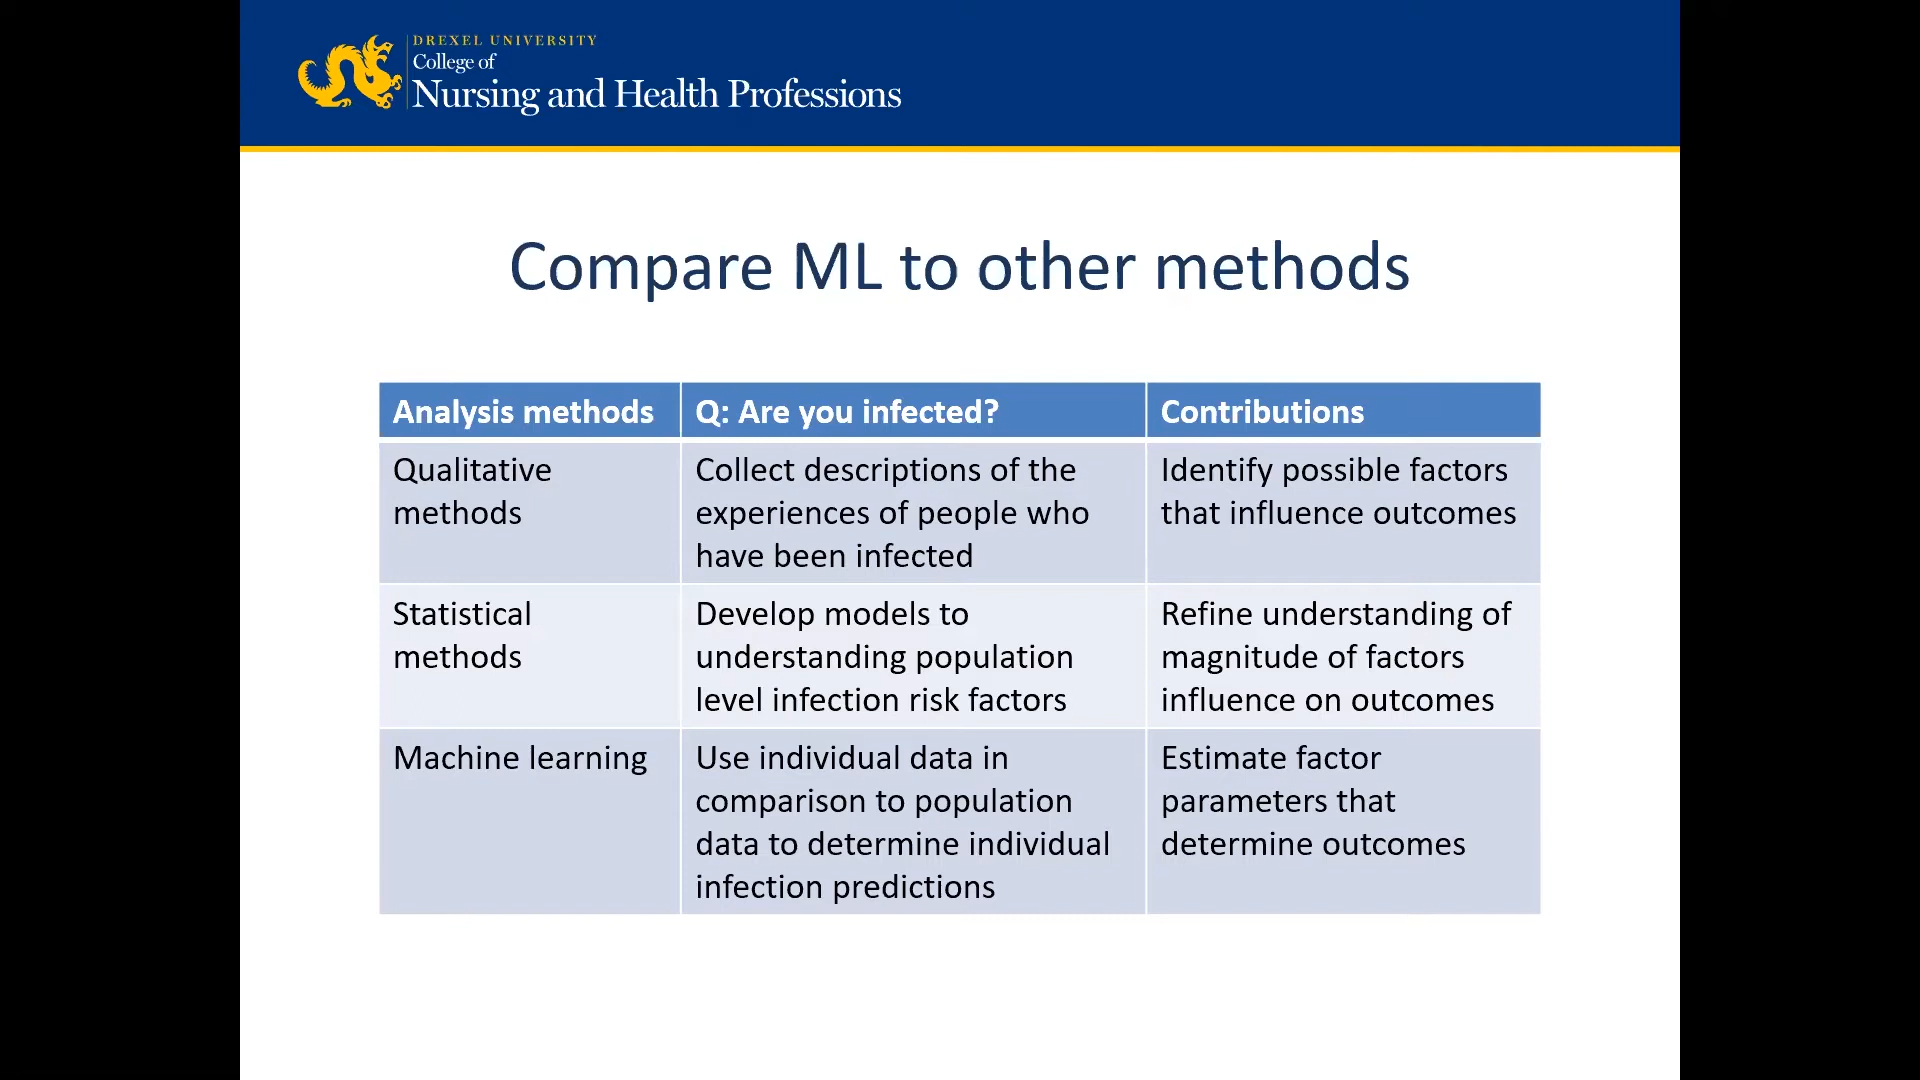 DREXEL UNIVERSITY
College of
Nursing and Health Professions
Compare ML to other methods
Analysis methods
Q: Are you infected?
Contributions
Qualitative
methods
Collect descriptions of the
experiences of people who
have been infected
Identify possible factors
that influence outcomes
Statistical
methods
Develop models to
understanding population
level infection risk factors
Refine understanding of
magnitude of factors
influence on outcomes
Machine learning
Use individual data in
comparison to population
data to determine individual
infection predictions
Estimate factor
parameters that
determine outcomes